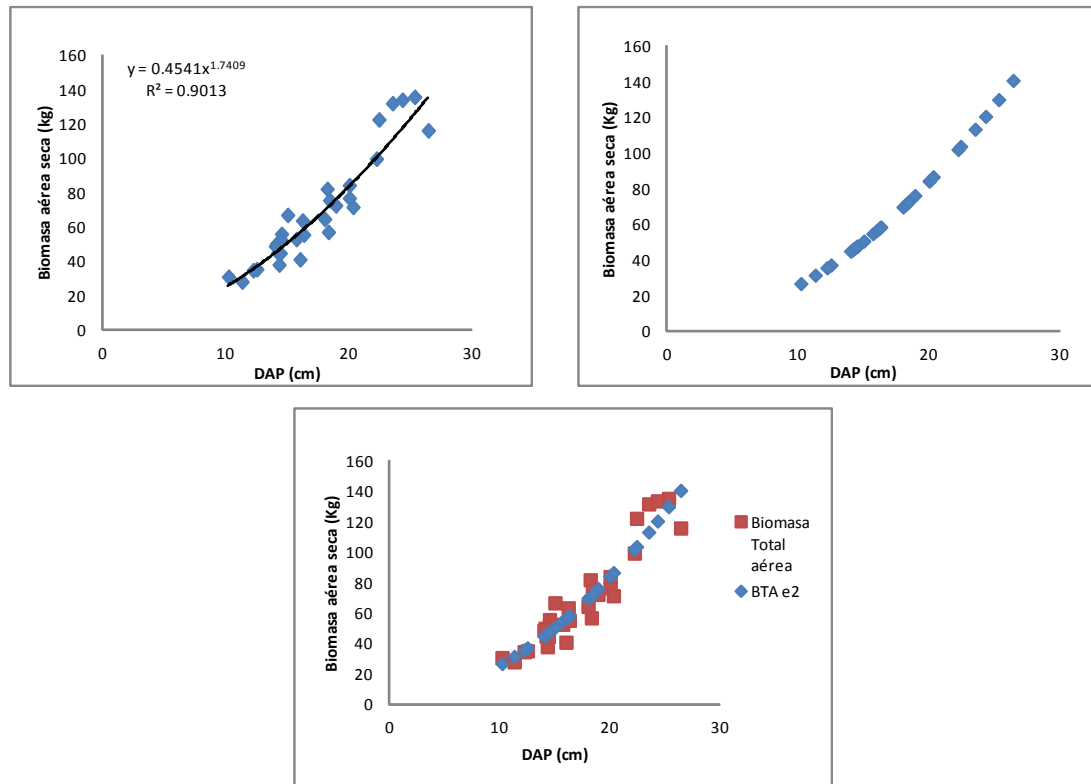 160
140
120
100
80
60
40
20
0
y = 0.4541x^1.7409
R² = 0.9013
Biomasa aérea seca (kg)
0 10 20 30
DAP (cm)
160
140
120
100
80
60
40
20
0
Biomasa aérea seca (Kg)
0 10 20 30
DAP (cm)
160
140
120
100
80
60
40
20
0
Biomasa aérea seca (Kg)
0 10 20 30
DAP (cm)
Biomasa
Total
aérea
BTA e2